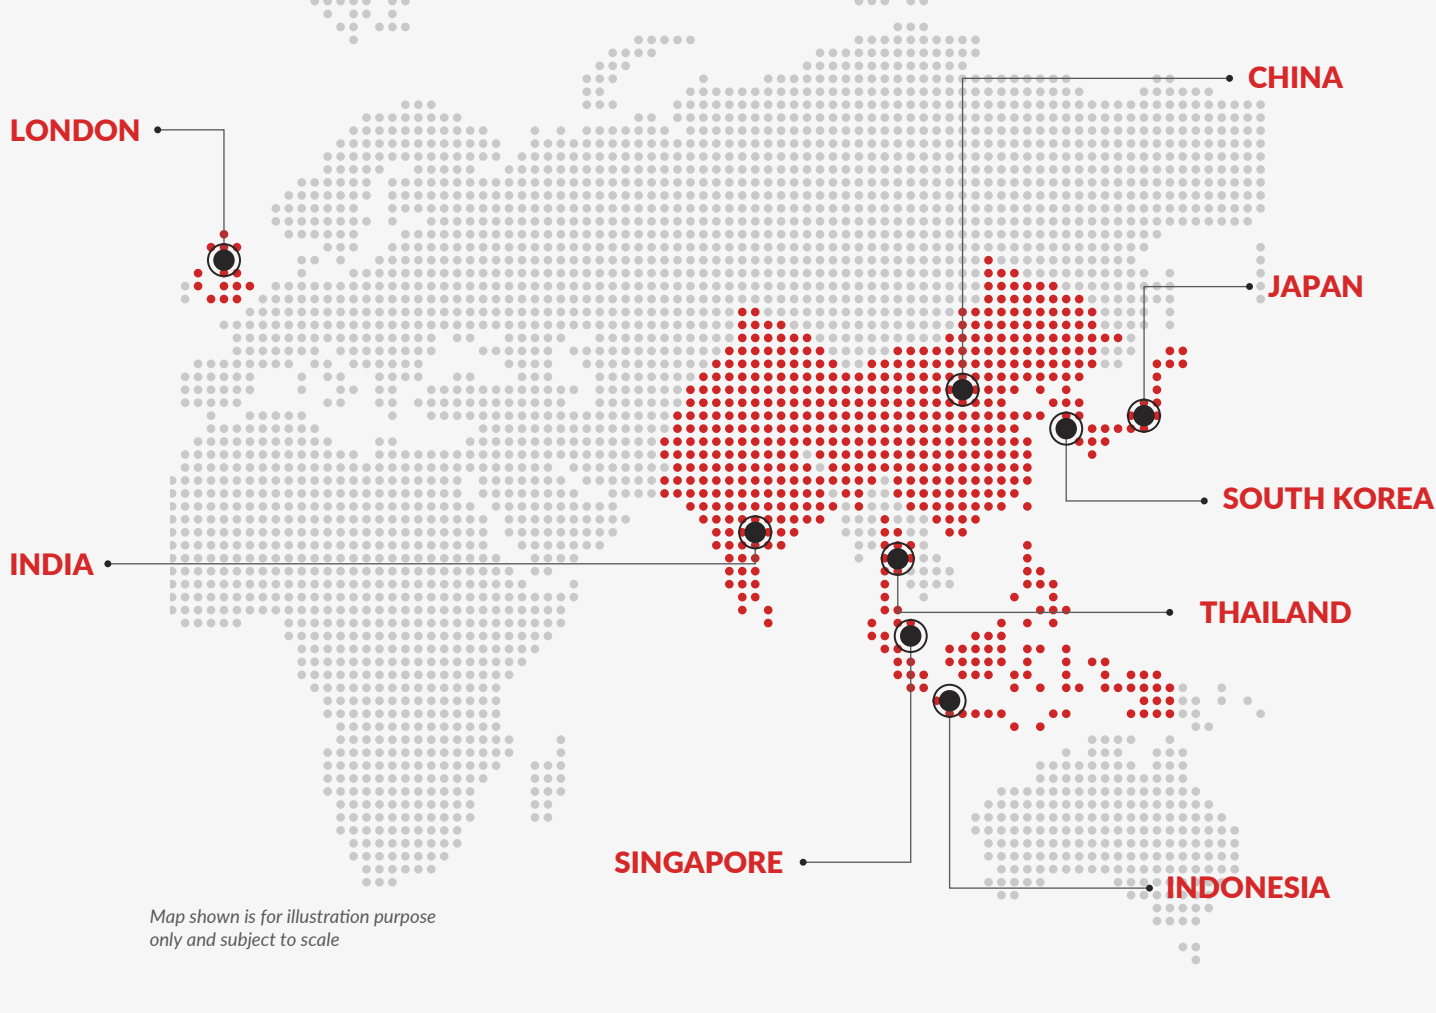 CHINA
LONDON
JAPAN
SOUTH KOREA
INDIA
THAILAND
SINGAPORE
INDONESIA
Map shown is for illustration purpose
only and subject to scale